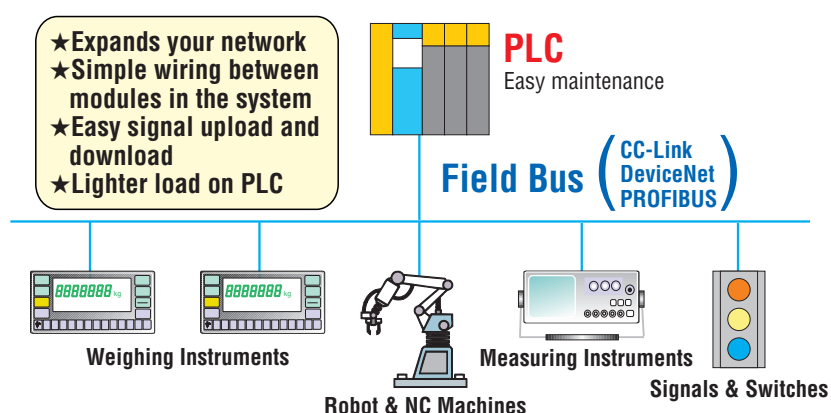 ★Expands your network
★Simple wiring between
modules in the system
★Easy signal upload and
download
★Lighter load on PLC
PLC
Easy maintenance
Field Bus
CC-Link
DeviceNet
PROFIBUS
8888888 kg
8888888 kg
Weighing Instruments
Robot & NC Machines
Measuring Instruments
Signals & Switches